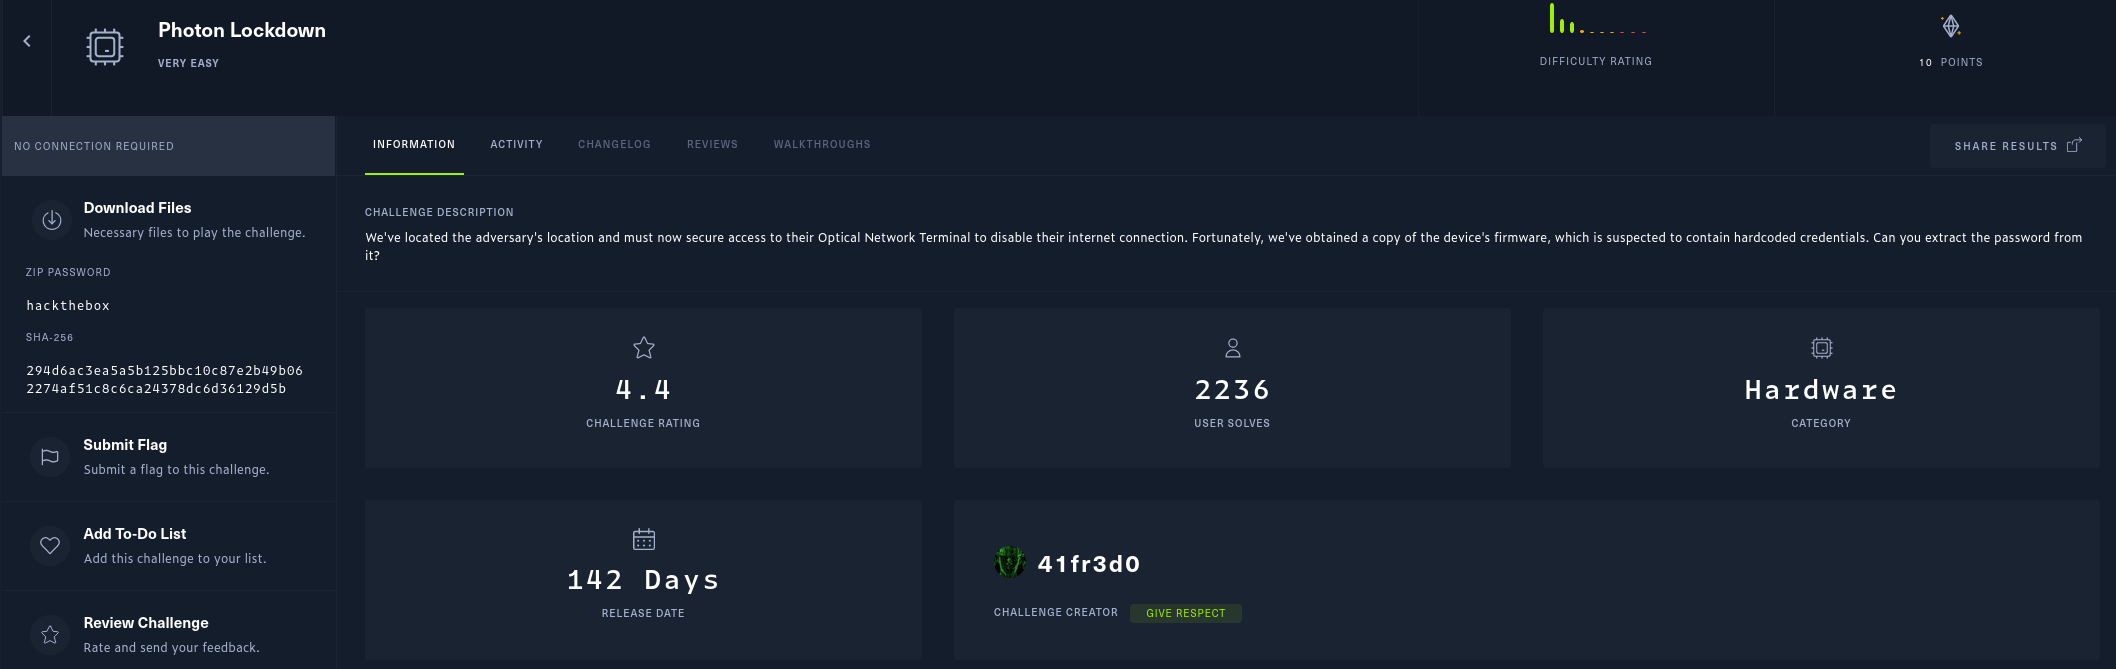 Photon Lockdown
VERY EASY
DIFFICULTY RATING
10 POINTS
NO CONNECTION REQUIRED
Download Files
Necessary files to play the challenge.
ZIP PASSWORD
hackthebox
SHA-256
294d6ac3ea5a5b125bbc10c87e2b49b06
2274af51c8c6ca24378dc6d36129d5b
Submit Flag
Submit a flag to this challenge.
Add To-Do List
Add this challenge to your list.
Review Challenge
Rate and send your feedback.
INFORMATION
ACTIVITY
CHANGELOG
REVIEWS
WALKTHROUGHS
SHARE RESULTS
CHALLENGE DESCRIPTION
We've located the adversary's location and must now secure access to their Optical Network Terminal to disable their internet connection. Fortunately, we've obtained a copy of the device's firmware, which is suspected to contain hardcoded credentials. Can you extract the password from
it?
4.4
CHALLENGE RATING
2236
USER SOLVES
Hardware
CATEGORY
142 Days
RELEASE DATE
41fr3d0
CHALLENGE CREATOR
GIVE RESPECT